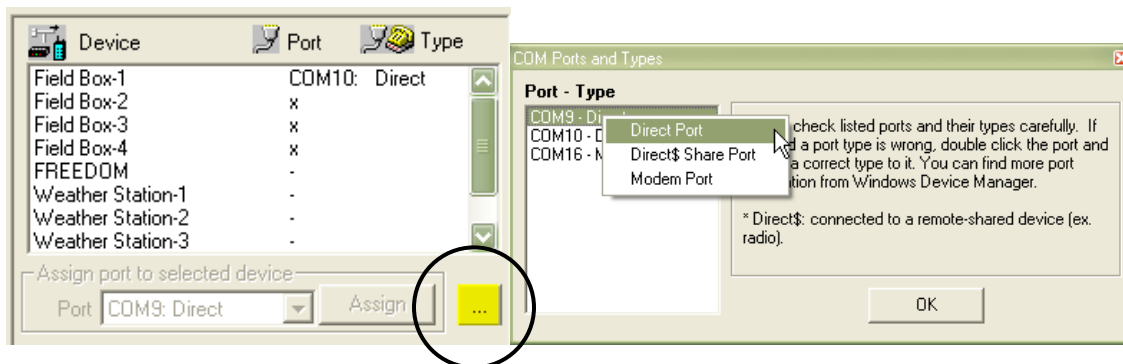 Device Port Type
Field Box-1 COM10: Direct
Field Box-2 x
Field Box-3 x
Field Box-4 x
FREEDOM -
Weather Station-1 -
Weather Station-2 -
Weather Station-3 -
Assign port to selected device
Port COM9: Direct Assign ...
COM Ports and Types
Port - Type
COM9 - Di
COM10 - D
COM16 - M
Direct Port
Direct$ Share Port
Modem Port
check listed ports and their types carefully. If
d a port type is wrong, double click the port and
a correct type to it. You can find more port
tion from Windows Device Manager.
* Direct$: connected to a remote-shared device (ex.
radio).
OK